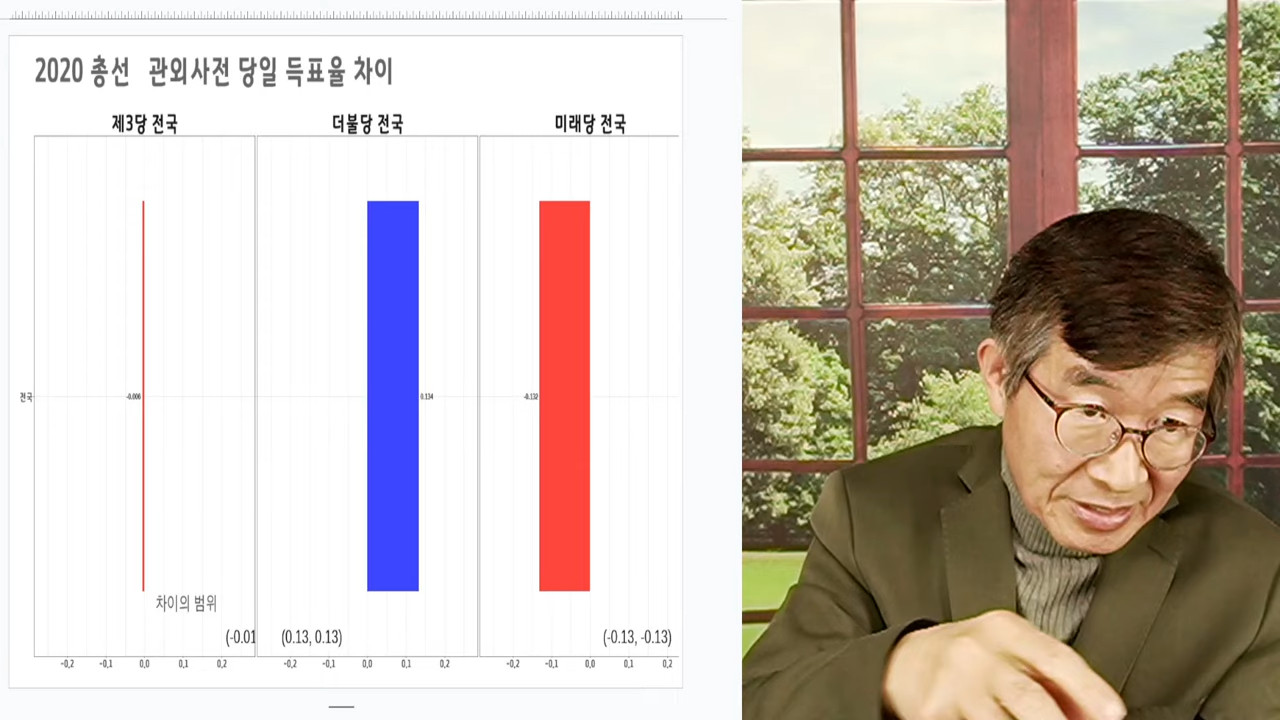 2020 총선 관외사전 당일 득표율 차이
제3당 전국
더불당 전국
미래당 전국
전국
-0.006
0.134
-0.132
차이의 범위
(-0.01
(0.13, 0.13)
(-0.13, -0.13)
-0,2 -0,1 0,0 0,1 0,2
-0,2 -0,1 0,0 0,1 0,2
-0,2 -0,1 0,0 0,1 0,2